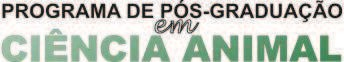 PROGRAMA DE PÓS-GRADUAÇÃO
em
CIÊNCIA ANIMAL